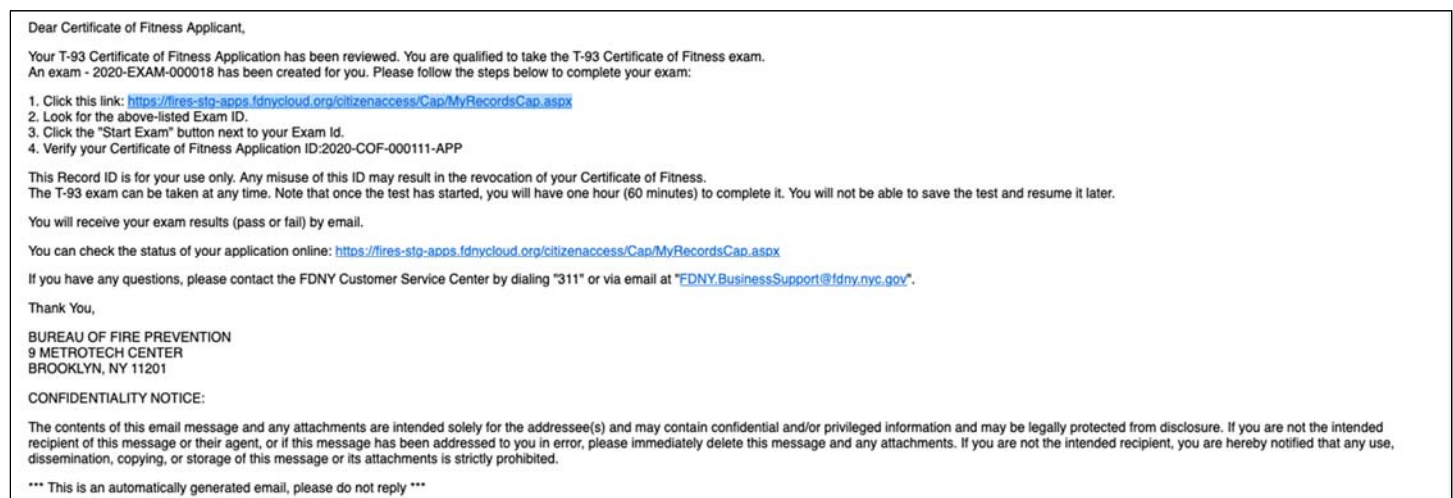 Dear Certificate of Fitness Applicant,
Your T-93 Certificate of Fitness Application has been reviewed. You are qualified to take the T-93 Certificate of Fitness exam.
An exam - 2020-EXAM-000018 has been created for you. Please follow the steps below to complete your exam:
1. Click this link: https://fires-stg-apps.fdnycloud.org/citizenaccess/Cap/MyRecordsCap.aspx
2. Look for the above-listed Exam ID.
3. Click the "Start Exam" button next to your Exam Id.
4. Verify your Certificate of Fitness Application ID:2020-COF-000111-APP
This Record ID is for your use only. Any misuse of this ID may result in the revocation of your Certificate of Fitness.
The T-93 exam can be taken at any time. Note that once the test has started, you will have one hour (60 minutes) to complete it. You will not be able to save the test and resume it later.
You will receive your exam results (pass or fail) by email.
You can check the status of your application online: https://fires-stg-apps.fdnycloud.org/citizenaccess/Cap/MyRecordsCap.aspx
If you have any questions, please contact the FDNY Customer Service Center by dialing "311" or via email at "FDNY.BusinessSupport@fdny.nyc.gov".
Thank You,
BUREAU OF FIRE PREVENTION
9 METROTECH CENTER
BROOKLYN, NY 11201
CONFIDENTIALITY NOTICE:
The contents of this email message and any attachments are intended solely for the addressee(s) and may contain confidential and/or privileged information and may be legally protected from disclosure. If you are not the intended
recipient of this message or their agent, or if this message has been addressed to you in error, please immediately delete this message and any attachments. If you are not the intended recipient, you are hereby notified that any use,
dissemination, copying, or storage of this message or its attachments is strictly prohibited.
*** This is an automatically generated email, please do not reply ***